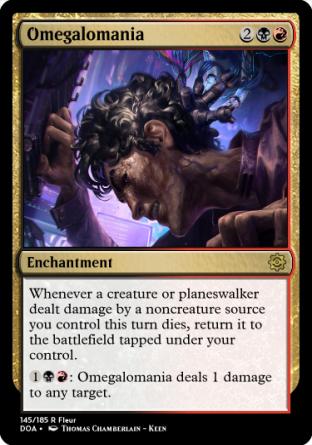 Omegalomania 2
Enchantment
Whenever a creature or planeswalker
dealt damage by a noncreature source
you control this turn dies, return it to
the battlefield tapped under your
control.
1: Omegalomania deals 1 damage
to any target.
145/185 R Fleur
DOA • Thomas Chamberlain - Keen